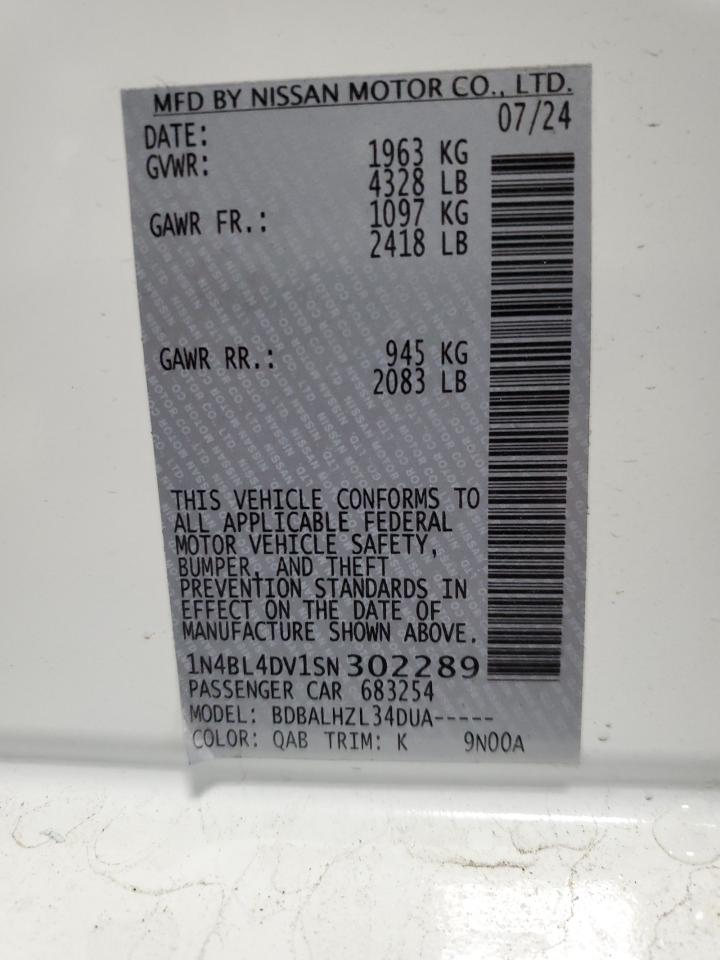 MFD BY NISSAN MOTOR CO., LTD.
DATE: 07/24
GVWR: 1963 KG
4328 LB
GAWR FR.: 1097 KG
2418 LB
GAWR RR.: 945 KG
2083 LB
THIS VEHICLE CONFORMS TO
ALL APPLICABLE FEDERAL
MOTOR VEHICLE SAFETY,
BUMPER, AND THEFT
PREVENTION STANDARDS IN
EFFECT ON THE DATE OF
MANUFACTURE SHOWN ABOVE.
1N4BL4DV1SN302289
PASSENGER CAR 683254
MODEL: BDBALHZL34DUA-----
COLOR: QAB TRIM: K 9N00A